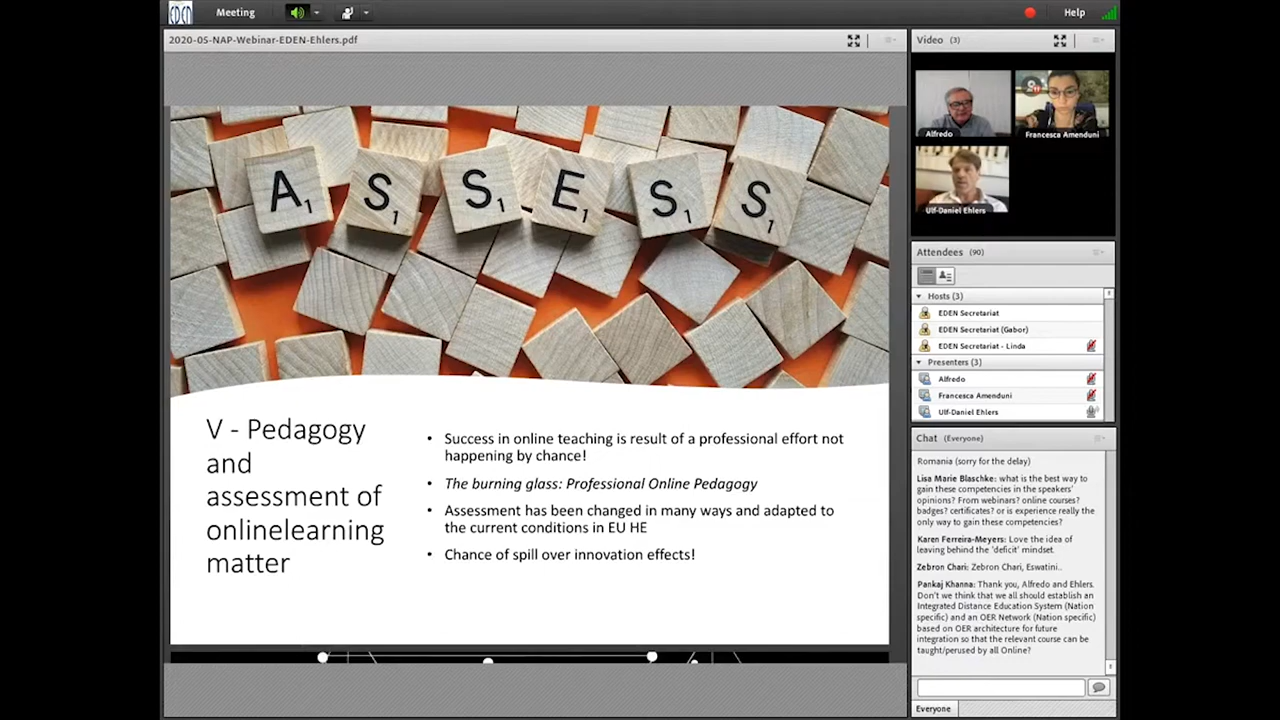 EDEN
Meeting
Help
2020-05-NAP-Webinar-EDEN-Ehlers.pdf
A1 S1 S1 E1 S1 S1
V - Pedagogy
and
assessment of
onlinelearning
matter
• Success in online teaching is result of a professional effort not
happening by chance!
• The burning glass: Professional Online Pedagogy
• Assessment has been changed in many ways and adapted to
the current conditions in EU HE
• Chance of spill over innovation effects!
Video (3)
Alfredo
Francesca Amenduni
Ulf-Daniel Ehlers
Attendees (90)
Hosts (3)
EDEN Secretariat
EDEN Secretariat (Gabor)
EDEN Secretariat - Linda
Presenters (3)
Alfredo
Francesca Amenduni
Ulf-Daniel Ehlers
Chat (Everyone)
Romania (sorry for the delay)
Lisa Marie Blaschke: what is the best way to
gain these competencies in the speakers'
opinions? From webinars? online courses?
badges? certificates? or is experience really the
only way to gain these competencies?
Karen Ferreira-Meyers: Love the idea of
leaving behind the 'deficit' mindset.
Zebron Chari: Zebron Chari, Eswatini..
Pankaj Khanna: Thank you, Alfredo and Ehlers.
Don't we think that we all should establish an
Integrated Distance Education System (Nation
specific) and an OER Network (Nation specific)
based on OER architecture for future
integration so that the relevant course can be
taught/perused by all Online?
Everyone